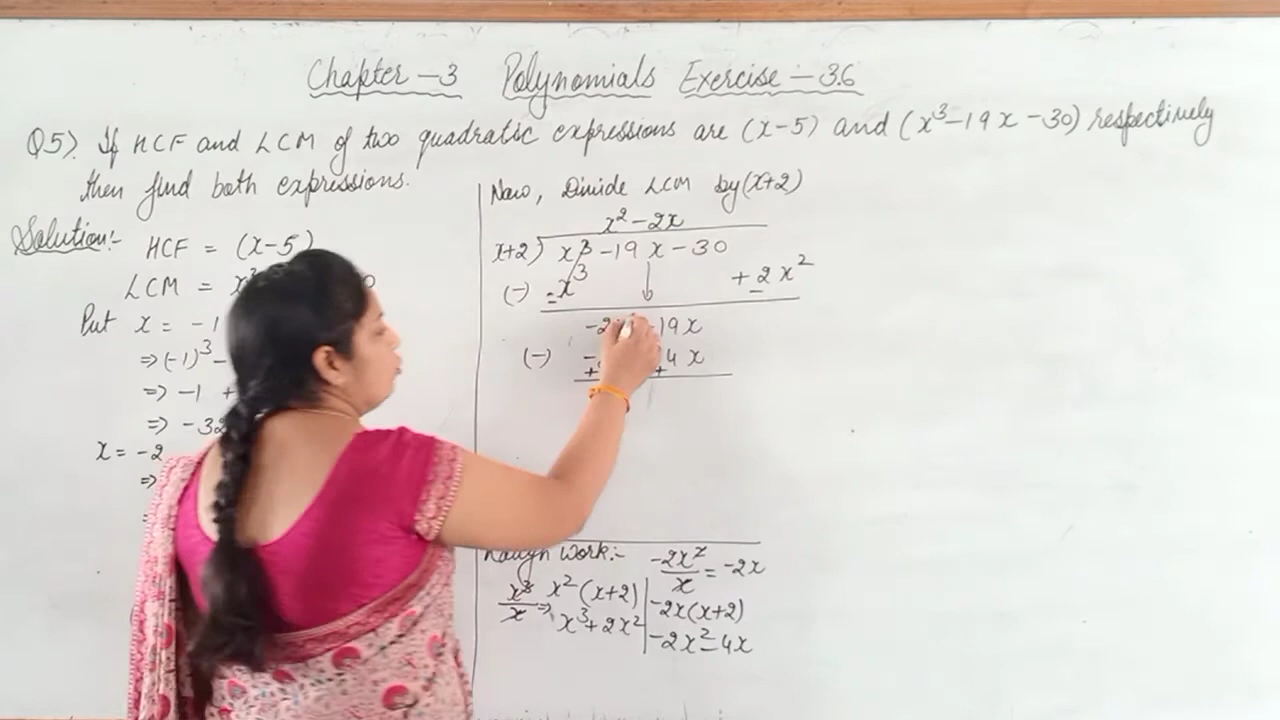 Chapter - 3 Polynomials Exercise - 3.6
Q5). If HCF and LCM of two quadratic expressions are (x-5) and (x³-19x-30) respectively
then find both expressions.
Solution:- HCF = (x-5)
LCM = x
Put x = -1
=> (-1)³ -
=> -1 +
=> -32
x = -2
=>
Now, Divide LCM by (x+2)
x² - 2x
x+2) x³ - 19x - 30
(-) - x³ + 2x²
-2 -19x
(-) - 4x
+ +
Rough Work:-
x³/x => x² (x+2)
x³ + 2x²
-2x²/x = -2x
-2x(x+2)
-2x² - 4x